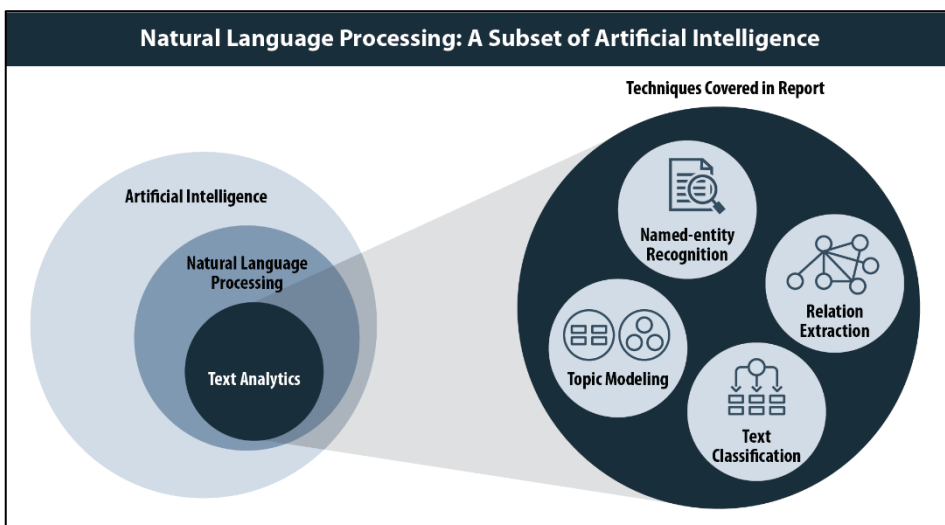 Natural Language Processing: A Subset of Artificial Intelligence
Techniques Covered in Report
Artificial Intelligence
Natural Language
Processing
Text Analytics
Named-entity
Recognition
Relation
Extraction
Topic Modeling
Text
Classification